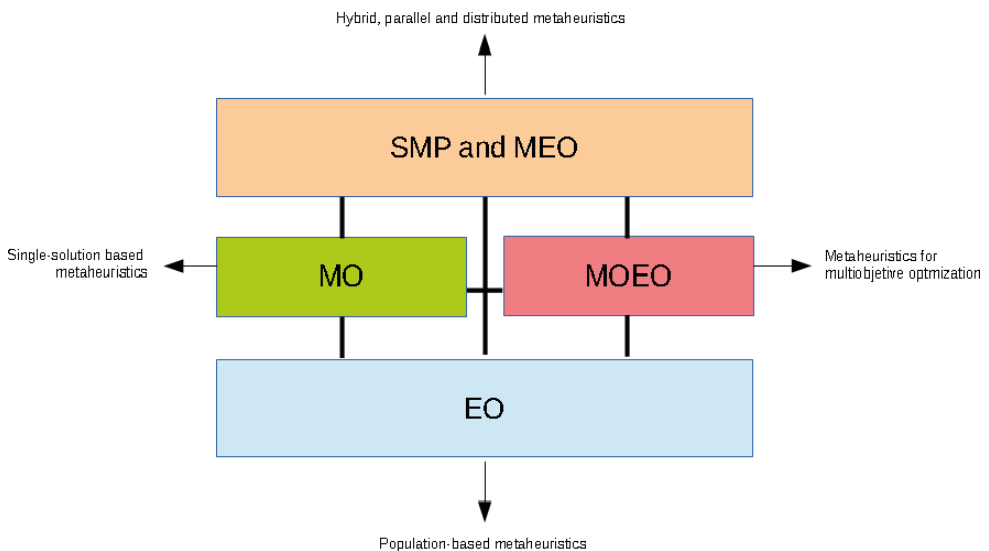 Hybrid, parallel and distributed metaheuristics
SMP and MEO
Single-solution based
metaheuristics
MO
MOEO
Metaheuristics for
multiobjetive optmization
EO
Population-based metaheuristics